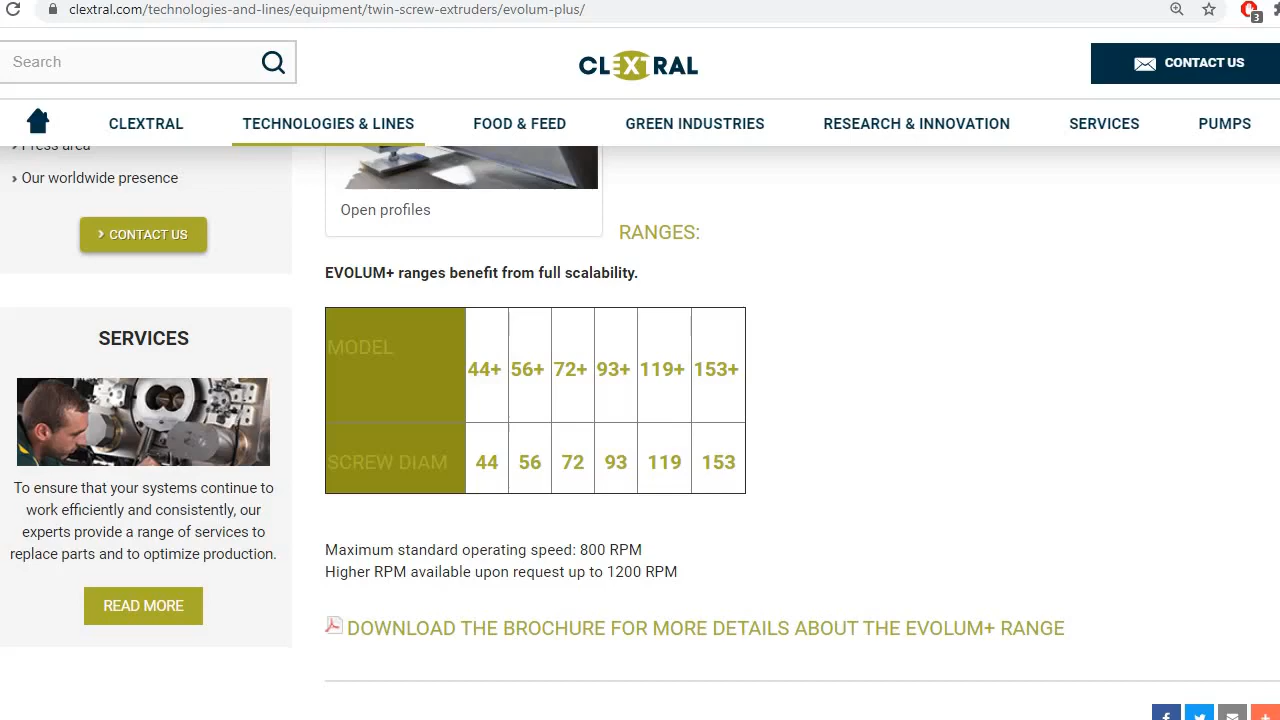 clextral.com/technologies-and-lines/equipment/twin-screw-extruders/evolum-plus/
3
Search
CLEXTRAL
CONTACT US
CLEXTRAL TECHNOLOGIES & LINES FOOD & FEED GREEN INDUSTRIES RESEARCH & INNOVATION SERVICES PUMPS
› Press area
› Our worldwide presence
› CONTACT US
SERVICES
To ensure that your systems continue to
work efficiently and consistently, our
experts provide a range of services to
replace parts and to optimize production.
READ MORE
Open profiles
RANGES:
EVOLUM+ ranges benefit from full scalability.
MODEL 44+ 56+ 72+ 93+ 119+ 153+
SCREW DIAM 44 56 72 93 119 153
Maximum standard operating speed: 800 RPM
Higher RPM available upon request up to 1200 RPM
DOWNLOAD THE BROCHURE FOR MORE DETAILS ABOUT THE EVOLUM+ RANGE